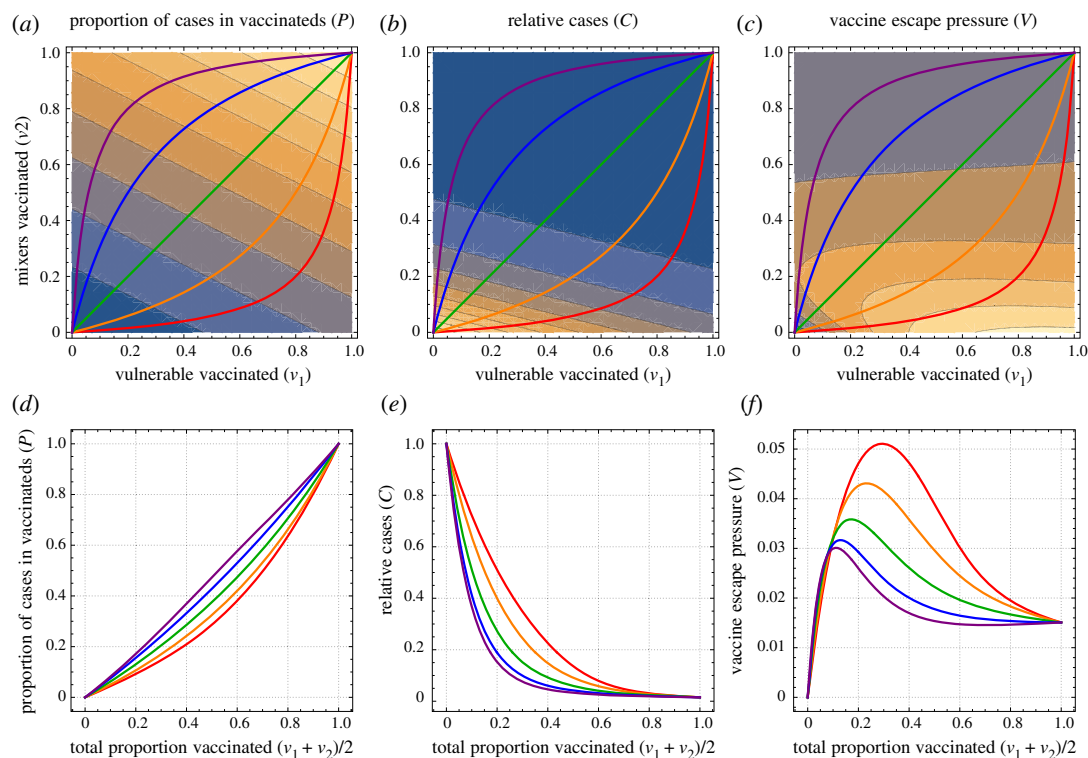 (a) proportion of cases in vaccinateds (P)
(b) relative cases (C)
(c) vaccine escape pressure (V)
mixers vaccinated (v2)
1.0
0.8
0.6
0.4
0.2
0
0 0.2 0.4 0.6 0.8 1.0
vulnerable vaccinated (v₁)
1.0
0.8
0.6
0.4
0.2
0
0 0.2 0.4 0.6 0.8 1.0
vulnerable vaccinated (v₁)
1.0
0.8
0.6
0.4
0.2
0
0 0.2 0.4 0.6 0.8 1.0
vulnerable vaccinated (v₁)
(d)
proportion of cases in vaccinateds (P)
1.0
0.8
0.6
0.4
0.2
0
0 0.2 0.4 0.6 0.8 1.0
total proportion vaccinated (v₁ + v₂)/2
(e)
relative cases (C)
1.0
0.8
0.6
0.4
0.2
0
0 0.2 0.4 0.6 0.8 1.0
total proportion vaccinated (v₁ + v₂)/2
(f)
vaccine escape pressure (V)
0.05
0.04
0.03
0.02
0.01
0
0 0.2 0.4 0.6 0.8 1.0
total proportion vaccinated (v₁ + v₂)/2